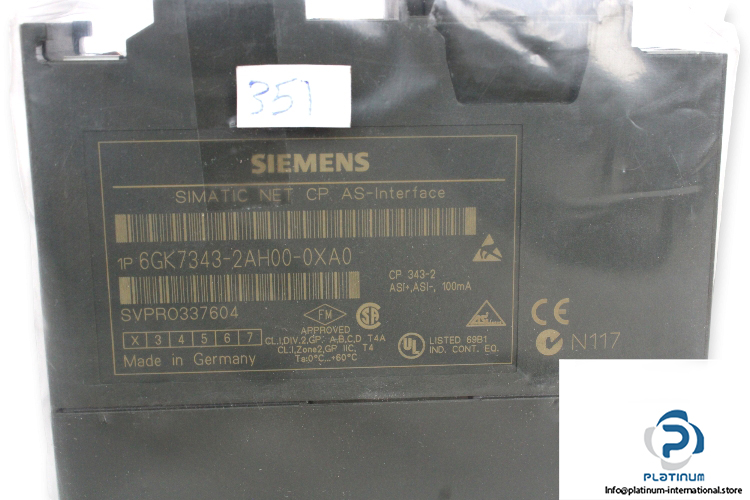 351
SIEMENS
SIMATIC NET CP AS-Interface
1P 6GK7343-2AH00-0XA0
CP 343-2
ASI+,ASI-, 100mA
SVPR0337604
X 3 4 5 6 7
Made in Germany
FM
APPROVED
CL.I,DIV.2,GP. A,B,C,D T4A
CL.I,Zone2,GP IIC, T4
Ta:0°C...+60°C
SA
UL
LISTED 69B1
IND. CONT. EQ.
CE
N117
P
PLATINUM
Info@platinum-international.store